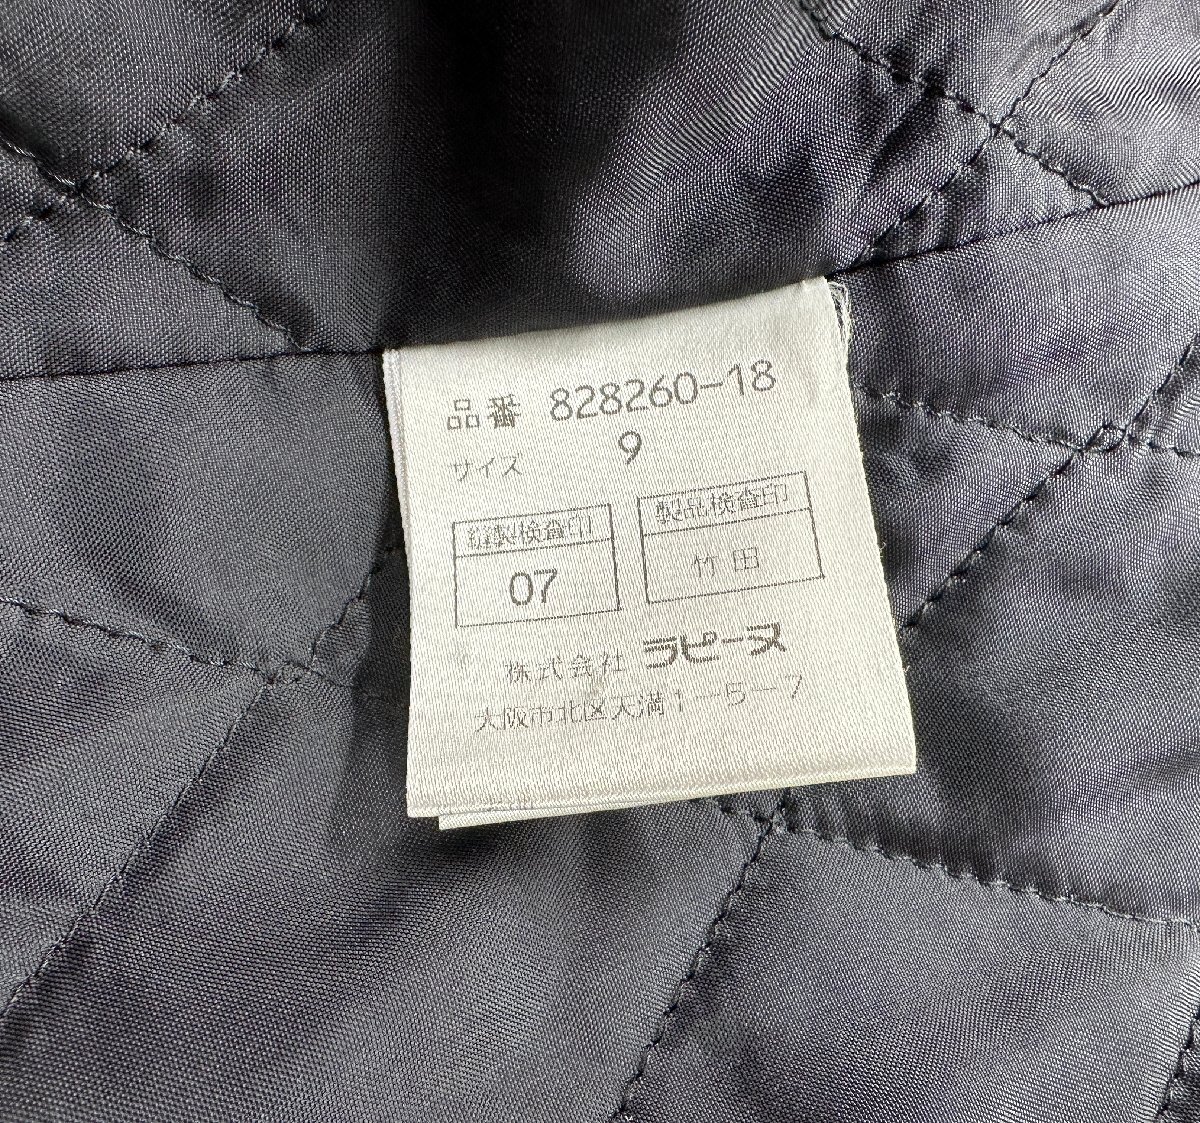 品番 828260-18
サイズ 9
縫製検査印 製品検査印
07 竹田
株式会社 ラピーヌ
大阪市北区天満1-5-7